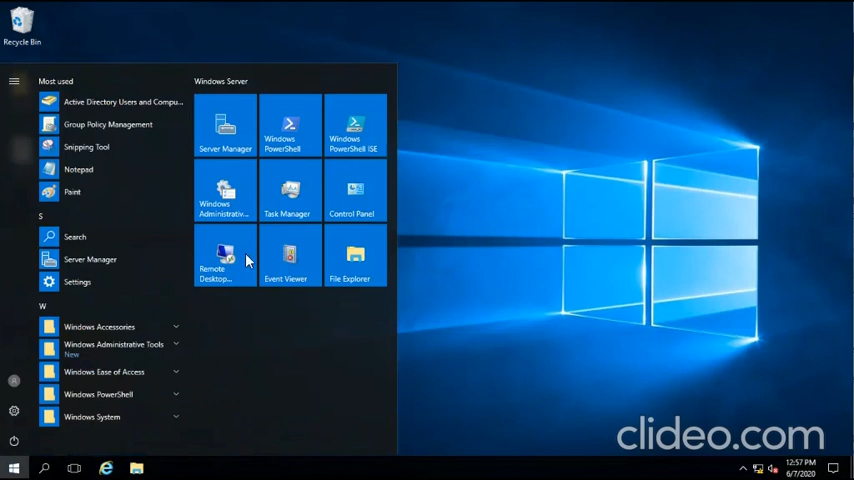 Recycle Bin
Most used
Active Directory Users and Compu...
Group Policy Management
Snipping Tool
Notepad
Paint
S
Search
Server Manager
Settings
W
Windows Accessories
Windows Administrative Tools
New
Windows Ease of Access
Windows PowerShell
Windows System
Windows Server
Server Manager
Windows
PowerShell
Windows
PowerShell ISE
Windows
Administrativ...
Task Manager
Control Panel
Remote
Desktop...
Event Viewer
File Explorer
clideo.com
12:57 PM
6/7/2020